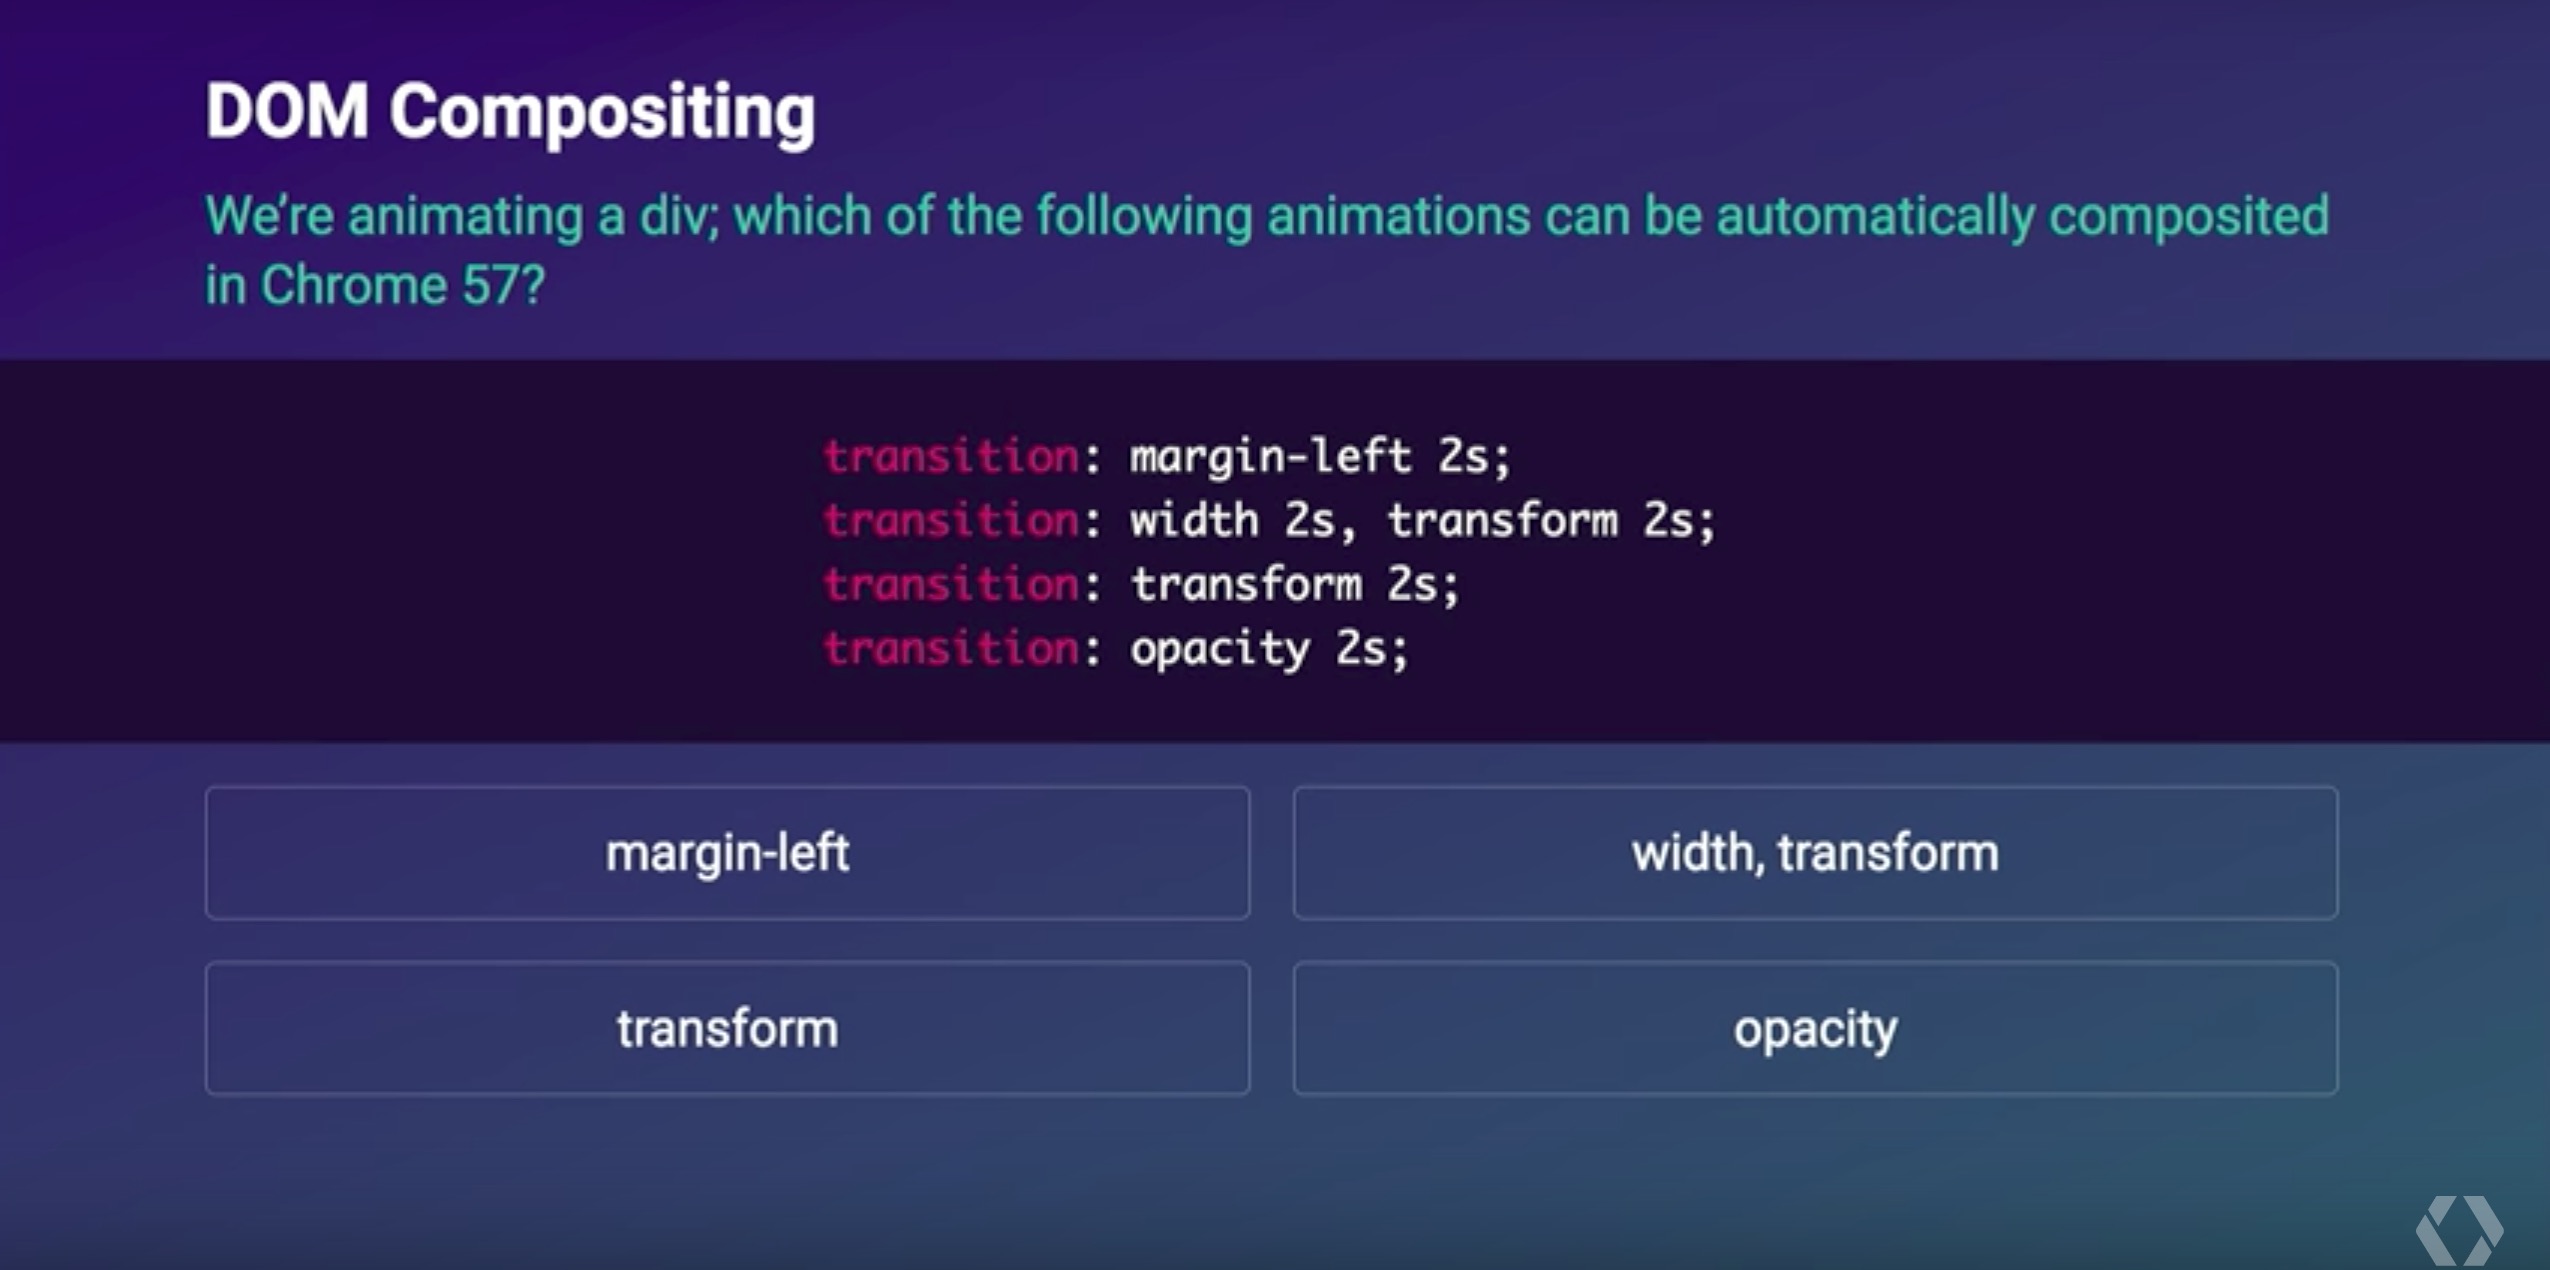 DOM Compositing
We’re animating a div; which of the following animations can be automatically composited
in Chrome 57?
transition: margin-left 2s;
transition: width 2s, transform 2s;
transition: transform 2s;
transition: opacity 2s;
margin-left
width, transform
transform
opacity